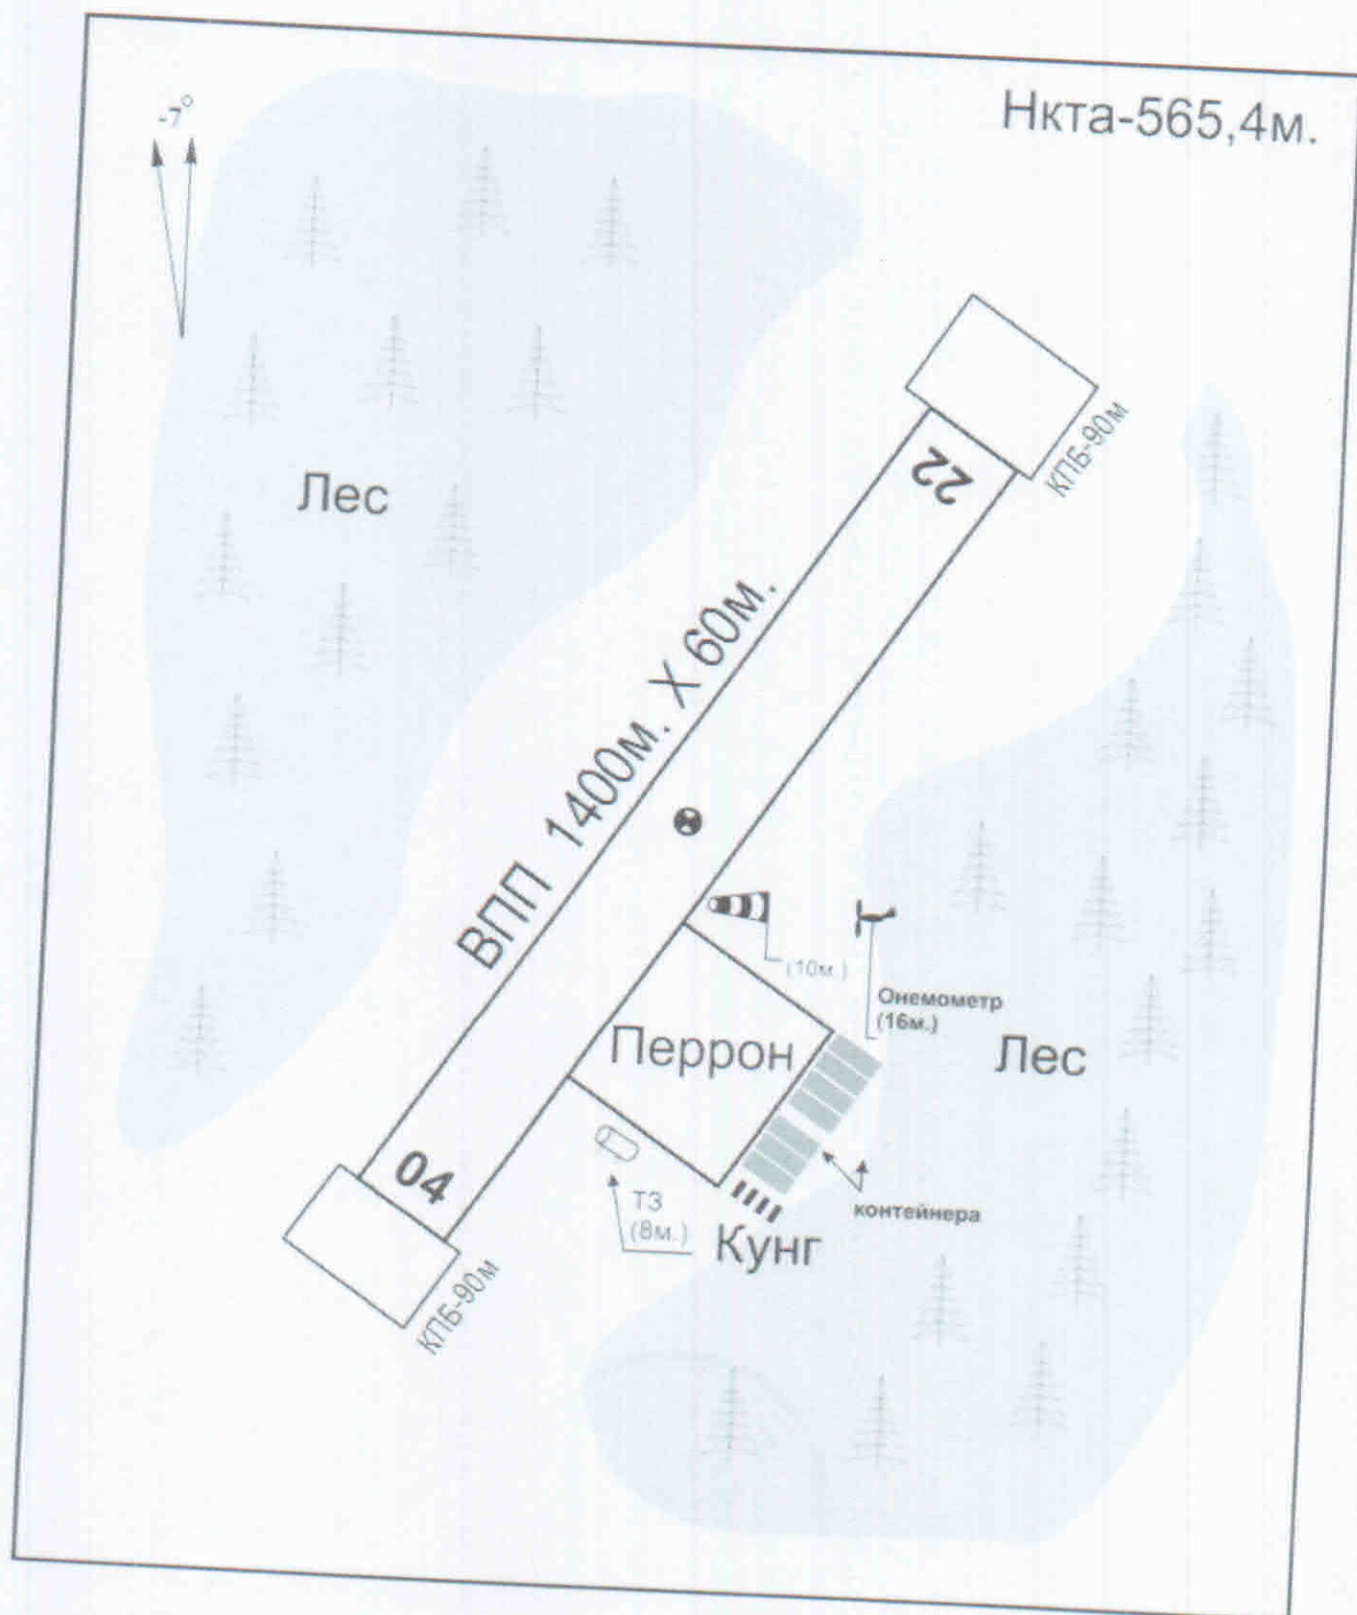 -7°
Нкта-565,4м.
22
КПБ-90м
Лес
ВПП 1400м. X 60м.
(10м.)
Онемометр
(16м.)
Перрон
Лес
04
ТЗ
(8м.)
контейнера
Кунг
КПБ-90м